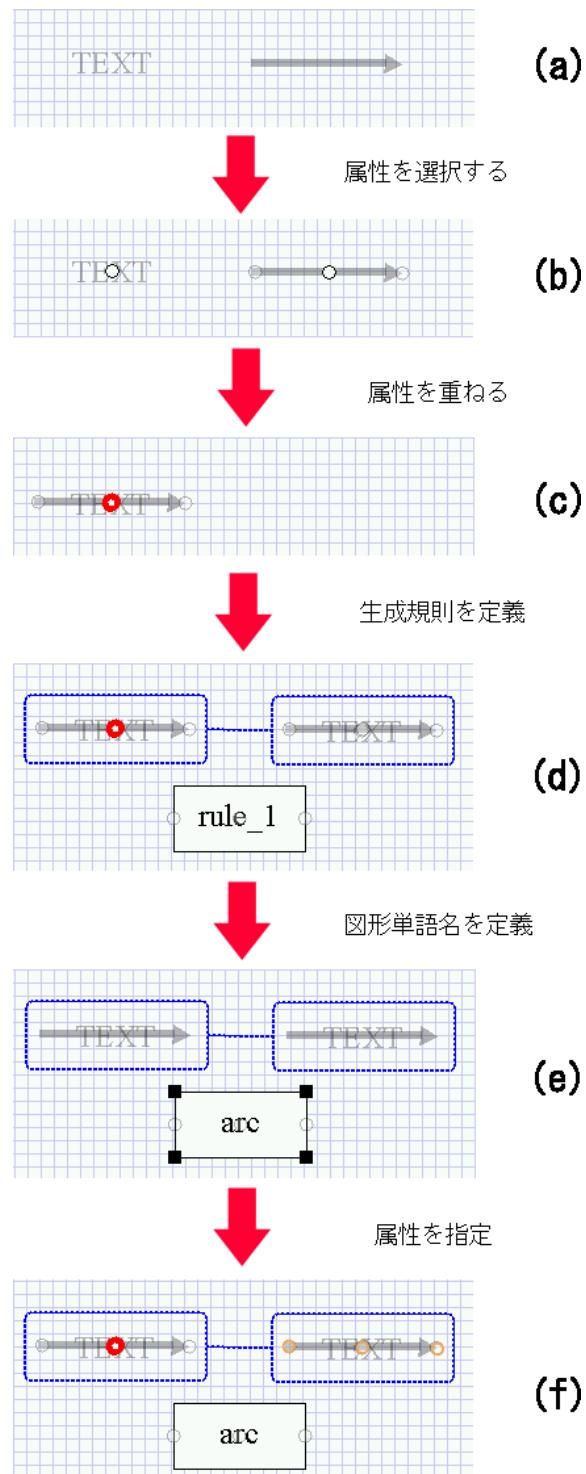 TEXT
(a)
属性を選択する
TEXT
(b)
属性を重ねる
TEXT
(c)
生成規則を定義
TEXT
TEXT
(d)
rule_1
図形単語名を定義
TEXT
TEXT
(e)
arc
属性を指定
TEXT
TEXT
(f)
arc